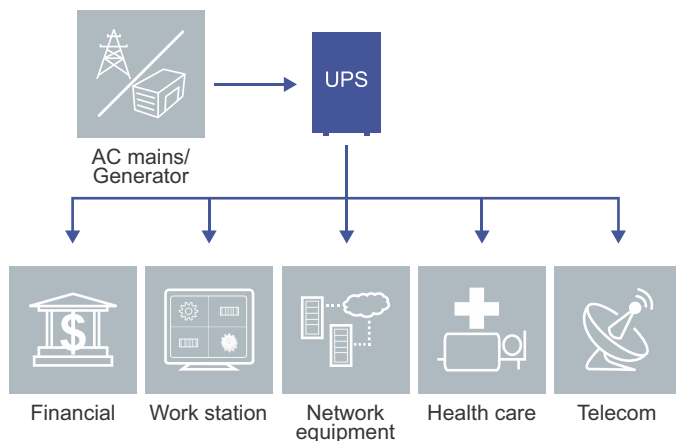 UPS
AC mains/
Generator
$
Financial
Work station
Network
equipment
Health care
Telecom